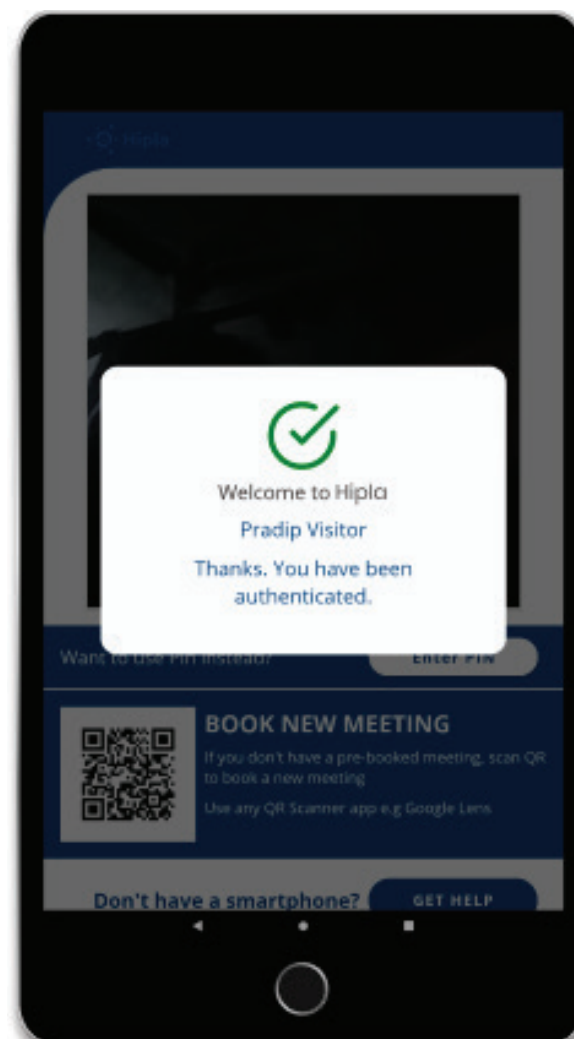 Hipla
Welcome to Hipla
Pradip Visitor
Thanks. You have been
authenticated.
Want to use Pin instead?
Enter PIN
BOOK NEW MEETING
If you don't have a pre-booked meeting, scan QR
to book a new meeting
Use any QR Scanner app e.g Google Lens
Don't have a smartphone?
GET HELP